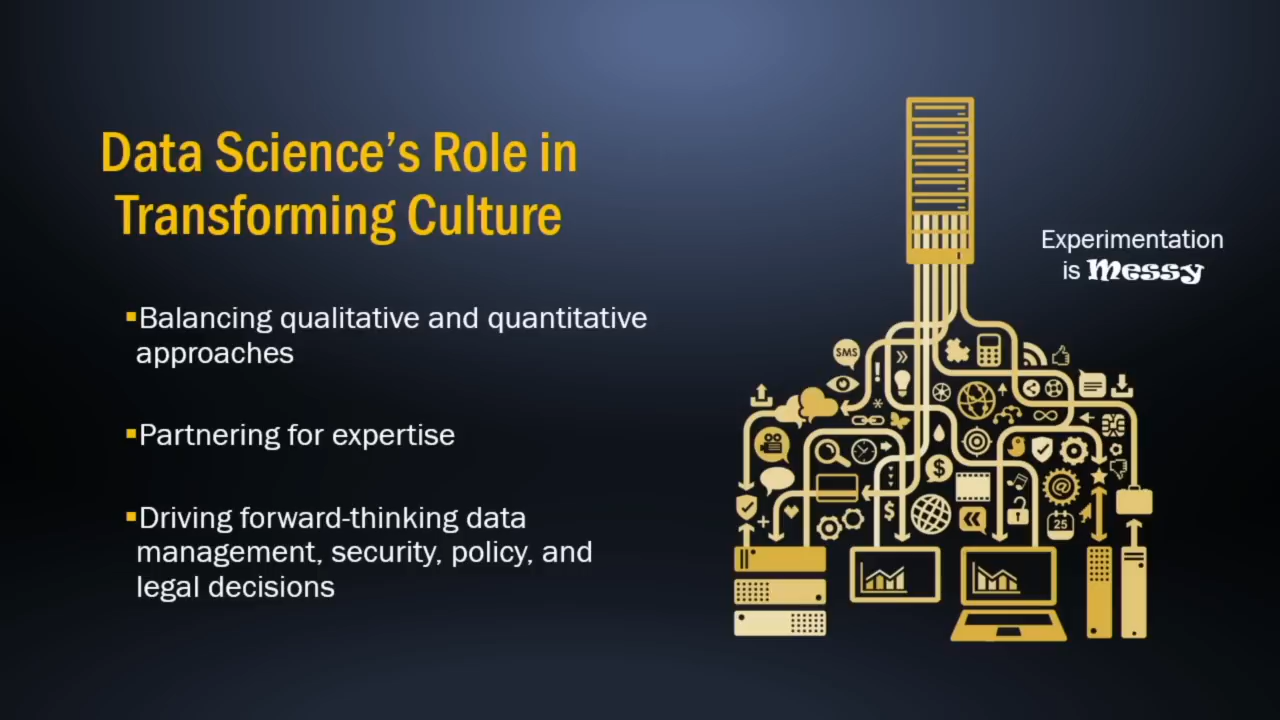 Data Science’s Role in
Transforming Culture
▪Balancing qualitative and quantitative
approaches
▪Partnering for expertise
▪Driving forward-thinking data
management, security, policy, and
legal decisions
Experimentation
is Messy
SMS
$
$
@
25